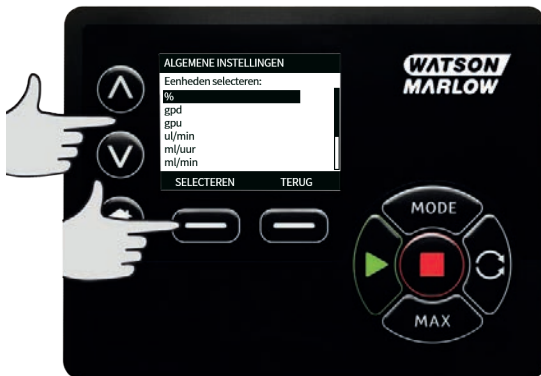 ALGEMENE INSTELLINGEN
Eenheden selecteren:
%
gpd
gpu
ul/min
ml/uur
ml/min
SELECTEREN TERUG
WATSON
MARLOW
MODE
MAX